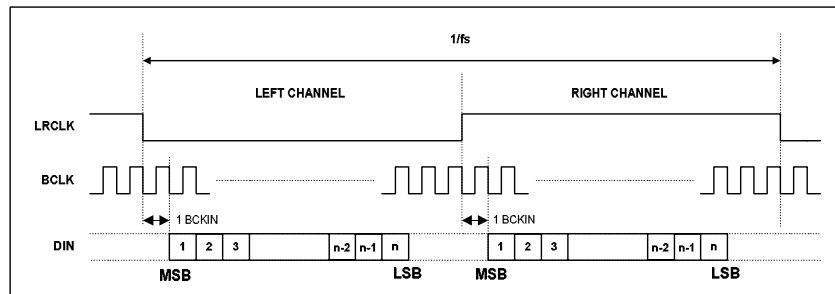 1/fs
LEFT CHANNEL RIGHT CHANNEL
LRCLK
BCLK
1 BCKIN 1 BCKIN
DIN 1 2 3 n-2 n-1 n 1 2 3 n-2 n-1 n
MSB LSB MSB LSB